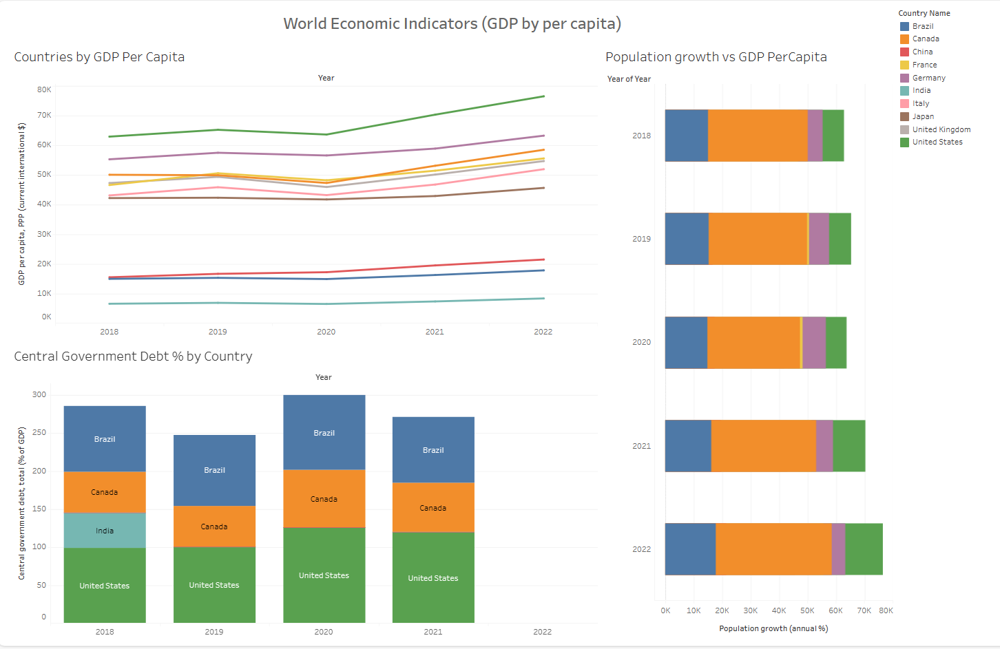 World Economic Indicators (GDP by per capita)
Countries by GDP Per Capita
Year
GDP per capita, PPP (current international $)
80K
70K
60K
50K
40K
30K
20K
10K
0K
2018 2019 2020 2021 2022
Central Government Debt % by Country
Year
Central government debt, total (% of GDP)
300
250
200
150
100
50
0
Brazil
Canada
India
United States
Brazil
Canada
United States
Brazil
Canada
United States
Brazil
Canada
United States
2018 2019 2020 2021 2022
Population growth vs GDP PerCapita
Year of Year
2018
2019
2020
2021
2022
0K 10K 20K 30K 40K 50K 60K 70K 80K
Population growth (annual %)
Country Name
Brazil
Canada
China
France
Germany
India
Italy
Japan
United Kingdom
United States